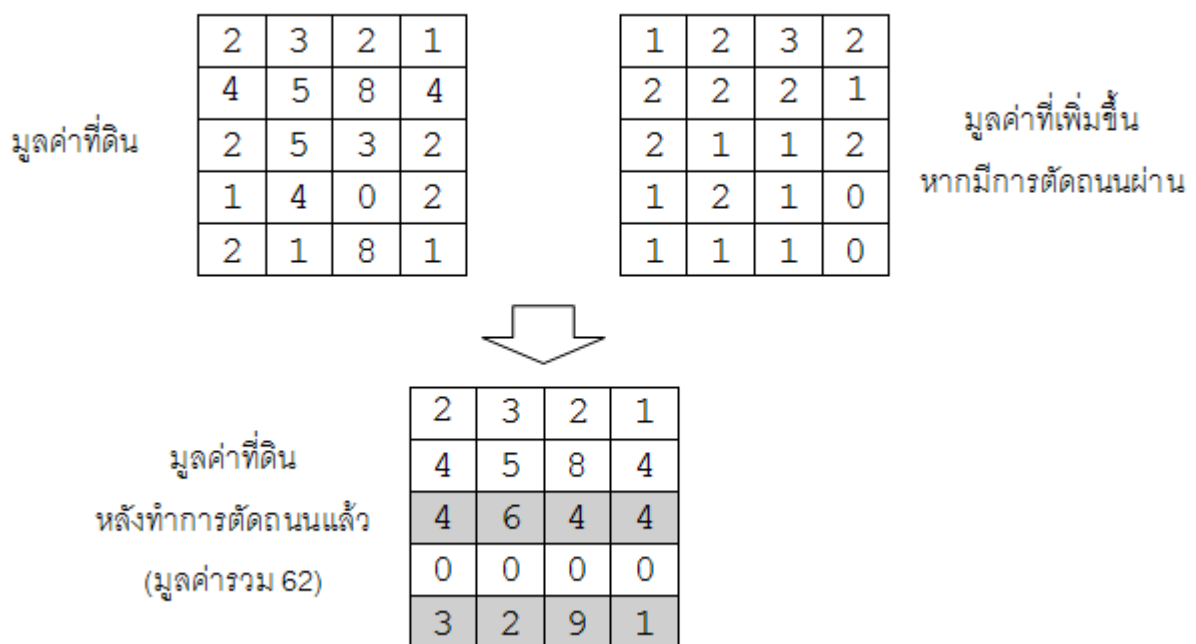 2 3 2 1
4 5 8 4
2 5 3 2
1 4 0 2
2 1 8 1
มูลค่าที่ดิน
1 2 3 2
2 2 2 1
2 1 1 2
1 2 1 0
1 1 1 0
มูลค่าที่เพิ่มขึ้น
หากมีการตัดถนนผ่าน
มูลค่าที่ดิน
หลังทำการตัดถนนแล้ว
(มูลค่ารวม 62)
2 3 2 1
4 5 8 4
4 6 4 4
0 0 0 0
3 2 9 1